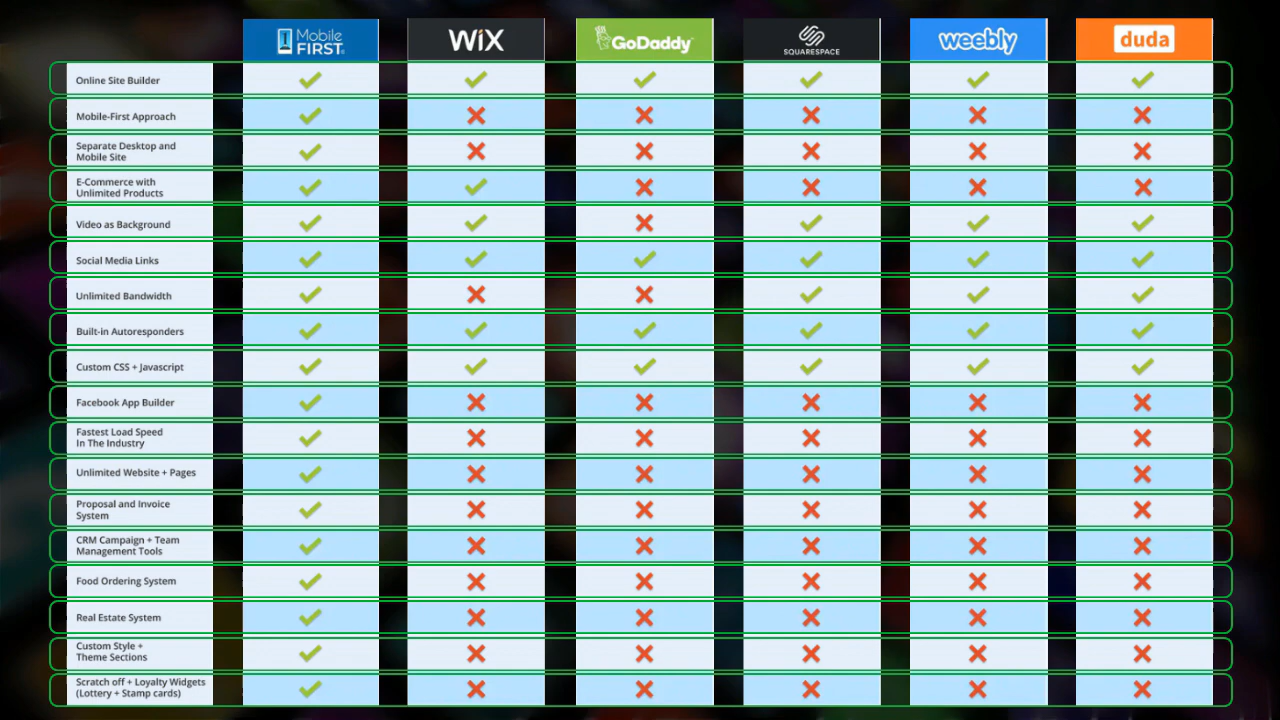 Mobile
FIRST
WiX
GoDaddy
SQUARESPACE
weebly
duda
Online Site Builder
Mobile-First Approach
Separate Desktop and
Mobile Site
E-Commerce with
Unlimited Products
Video as Background
Social Media Links
Unlimited Bandwidth
Built-in Autoresponders
Custom CSS + Javascript
Facebook App Builder
Fastest Load Speed
In The Industry
Unlimited Website + Pages
Proposal and Invoice
System
CRM Campaign + Team
Management Tools
Food Ordering System
Real Estate System
Custom Style +
Theme Sections
Scratch off + Loyalty Widgets
(Lottery + Stamp cards)